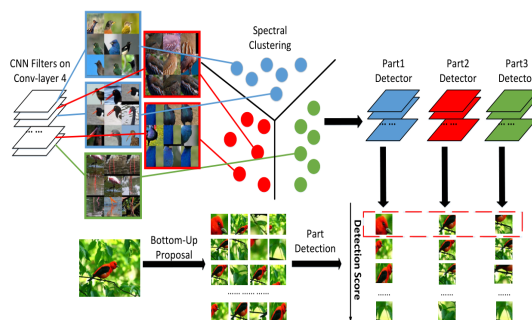 CNN Filters on
Conv-layer 4
... ...
Spectral
Clustering
Part1
Detector
Part2
Detector
Part3
Detector
... ...
... ...
... ...
Bottom-Up
Proposal
Part
Detection
Detection Score
...... ...... ......
......
......
......